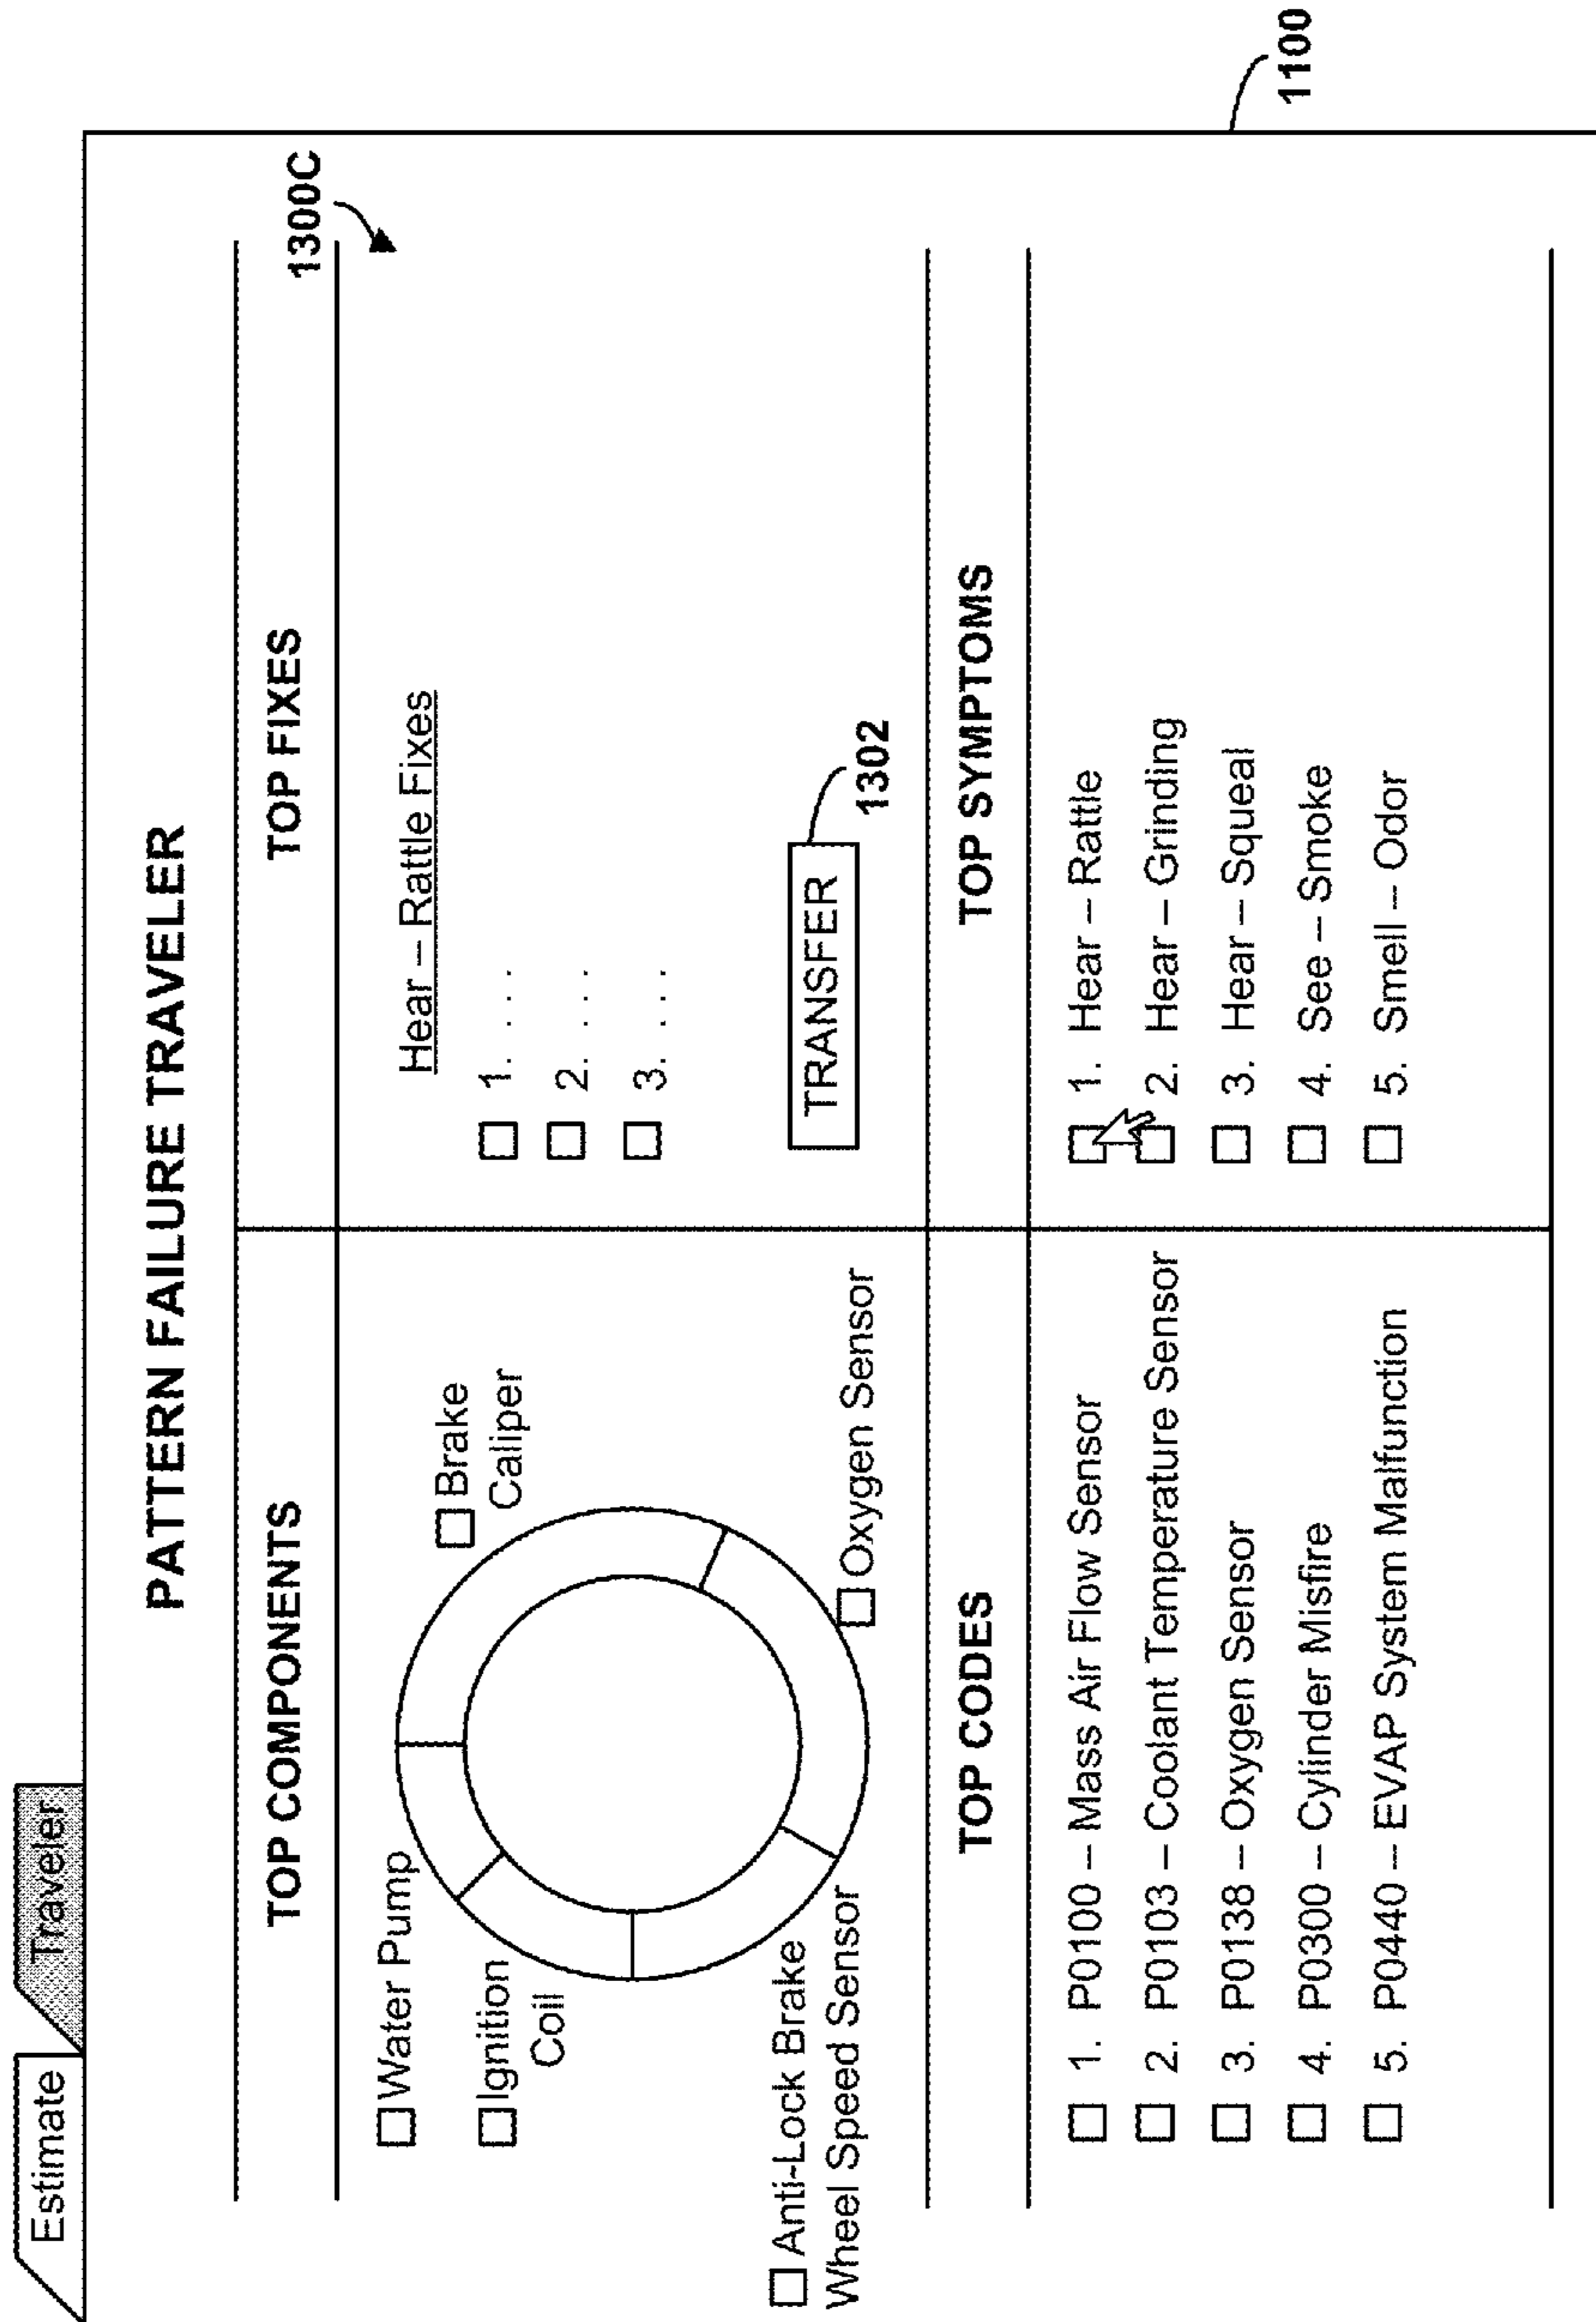 Estimate
Traveler
PATTERN FAILURE TRAVELER
TOP COMPONENTS
Water Pump
Ignition
Coil
Brake
Caliper
Anti-Lock Brake
Wheel Speed Sensor
Oxygen Sensor
TOP FIXES
1300C
Hear – Rattle Fixes
1. . . . .
2. . . . .
3. . . . .
TRANSFER
1302
TOP CODES
1. P0100 – Mass Air Flow Sensor
2. P0103 – Coolant Temperature Sensor
3. P0138 – Oxygen Sensor
4. P0300 – Cylinder Misfire
5. P0440 – EVAP System Malfunction
TOP SYMPTOMS
1. Hear – Rattle
2. Hear – Grinding
3. Hear – Squeal
4. See – Smoke
5. Smell – Odor
1100